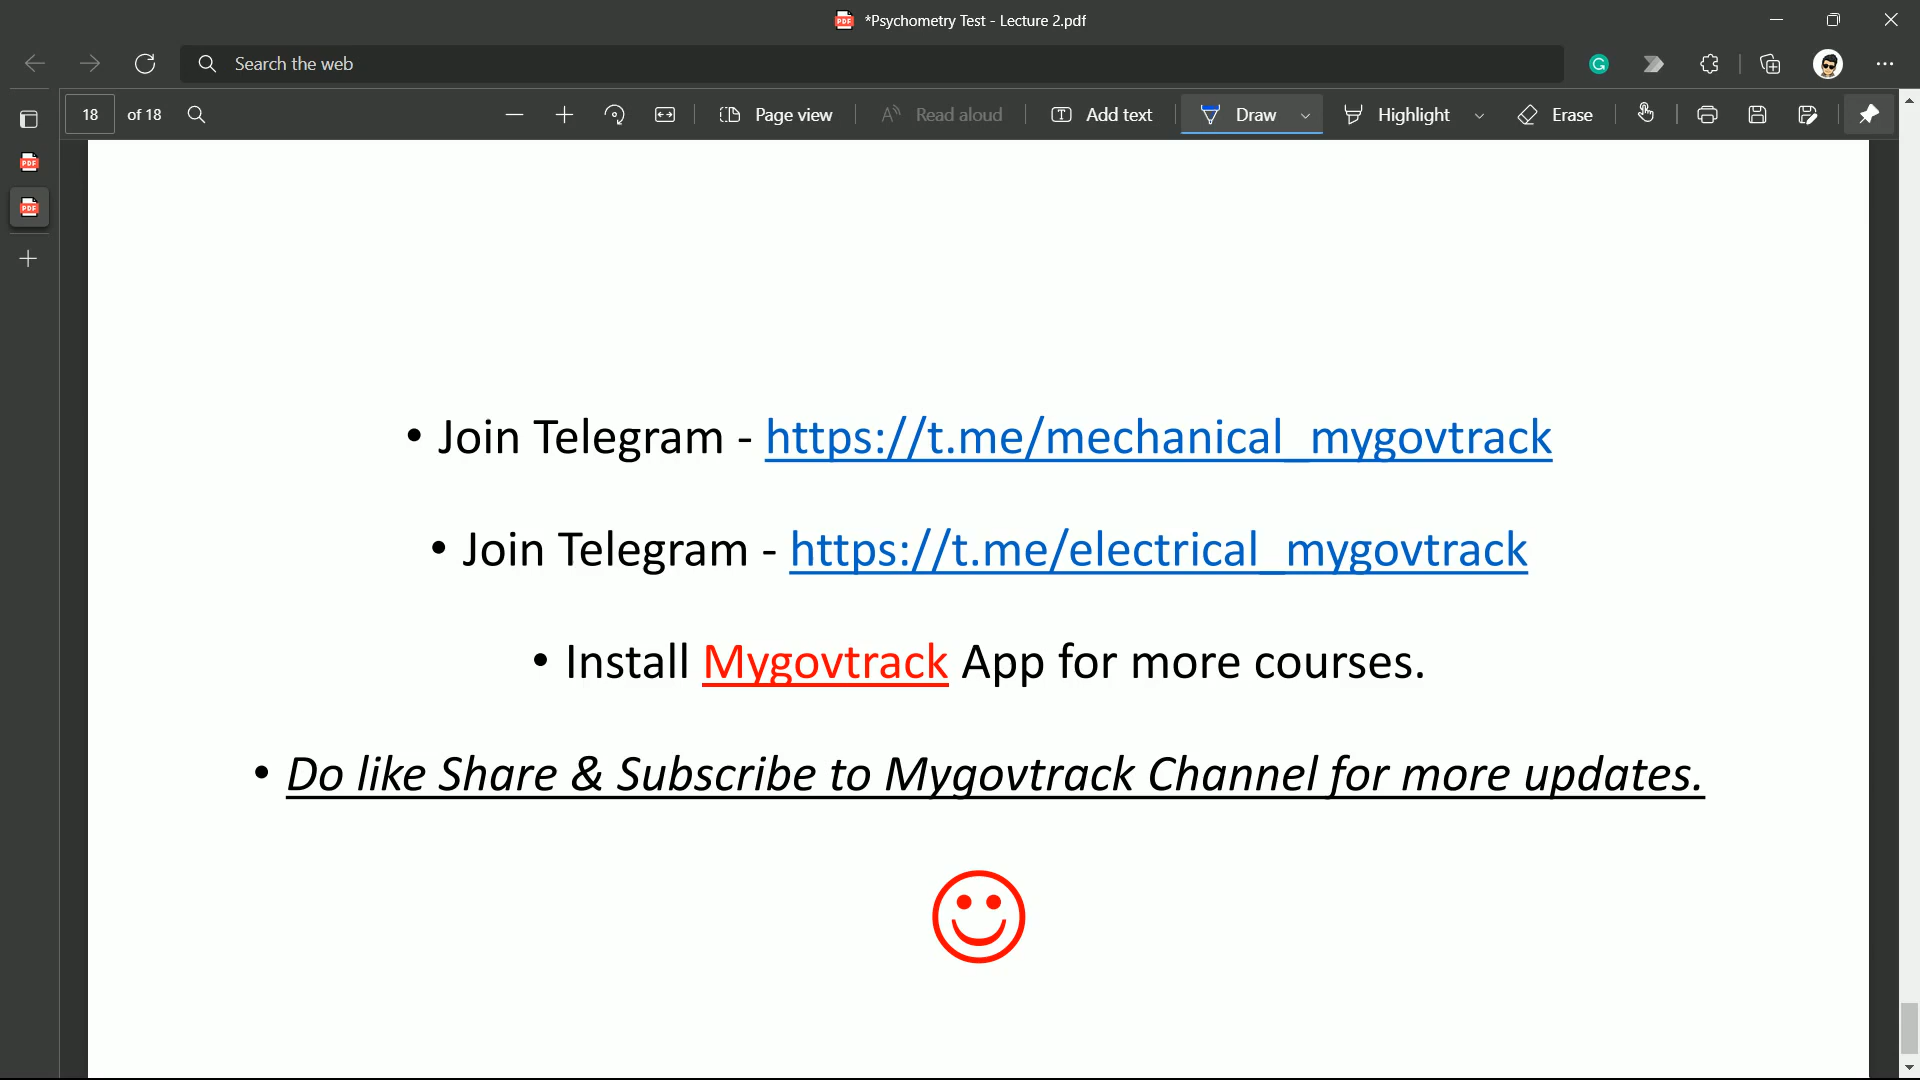 *Psychometry Test - Lecture 2.pdf
Search the web
18 of 18 Page view Read aloud Add text Draw Highlight Erase
• Join Telegram - https://t.me/mechanical_mygovtrack
• Join Telegram - https://t.me/electrical_mygovtrack
• Install Mygovtrack App for more courses.
• Do like Share & Subscribe to Mygovtrack Channel for more updates.